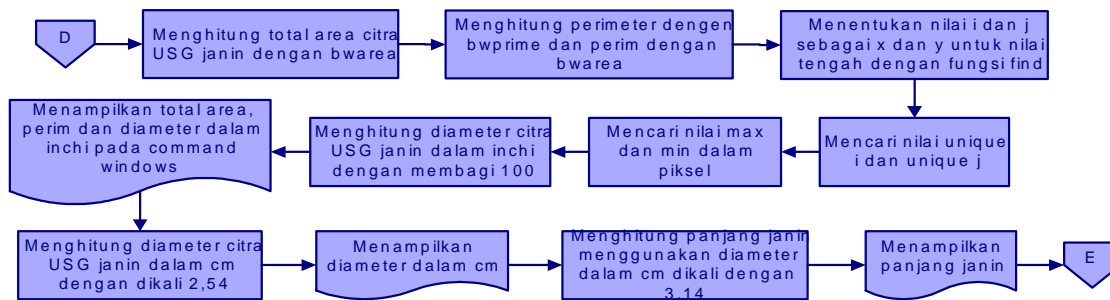 D
Menghitung total area citra
USG janin dengan bwarea
Menghitung perimeter dengen
bwprime dan perim dengan
bwarea
Menentukan nilai i dan j
sebagai x dan y untuk nilai
tengah dengan fungsi find
Mencari nilai unique
i dan unique j
Mencari nilai max
dan min dalam
piksel
Menghitung diameter citra
USG janin dalam inchi
dengan membagi 100
Menampilkan total area,
perim dan diameter dalam
inchi pada command
windows
Menghitung diameter citra
USG janin dalam cm
dengan dikali 2,54
Menampilkan
diameter dalam cm
Menghitung panjang janin
menggunakan diameter
dalam cm dikali dengan
3,14
Menampilkan
panjang janin
E